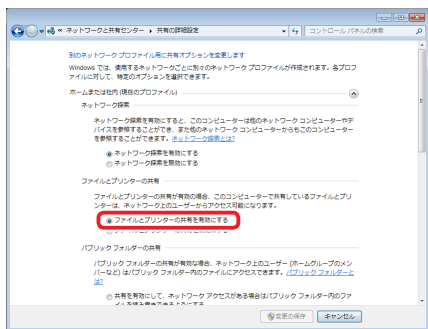 « ネットワークと共有センター ▸ 共有の詳細設定
コントロール パネルの検索
別のネットワーク プロファイル用に共有オプションを変更します
Windows では、使用するネットワークごとに別々のネットワーク プロファイルが作成されます。各プロフ
ァイルに対して、特定のオプションを選択できます。
ホームまたは社内 (現在のプロファイル)
ネットワーク探索
ネットワーク探索を有効にすると、このコンピューターは他のネットワーク コンピューターやデ
バイスを参照することができ、また他のネットワーク コンピューターからもこのコンピューター
を参照することができます。ネットワーク探索とは?
ネットワーク探索を有効にする
ネットワーク探索を無効にする
ファイルとプリンターの共有
ファイルとプリンターの共有が有効の場合、このコンピューターで共有しているファイルとプリ
ンターは、ネットワーク上のユーザーからアクセス可能になります。
ファイルとプリンターの共有を有効にする
パブリック フォルダーの共有
パブリック フォルダーの共有が有効な場合、ネットワーク上のユーザー (ホームグループのメン
バーなど) はパブリック フォルダー内のファイルにアクセスできます。パブリック フォルダーと
は?
共有を有効にして、ネットワーク アクセスがある場合はパブリック フォルダー内のファ
変更の保存
キャンセル